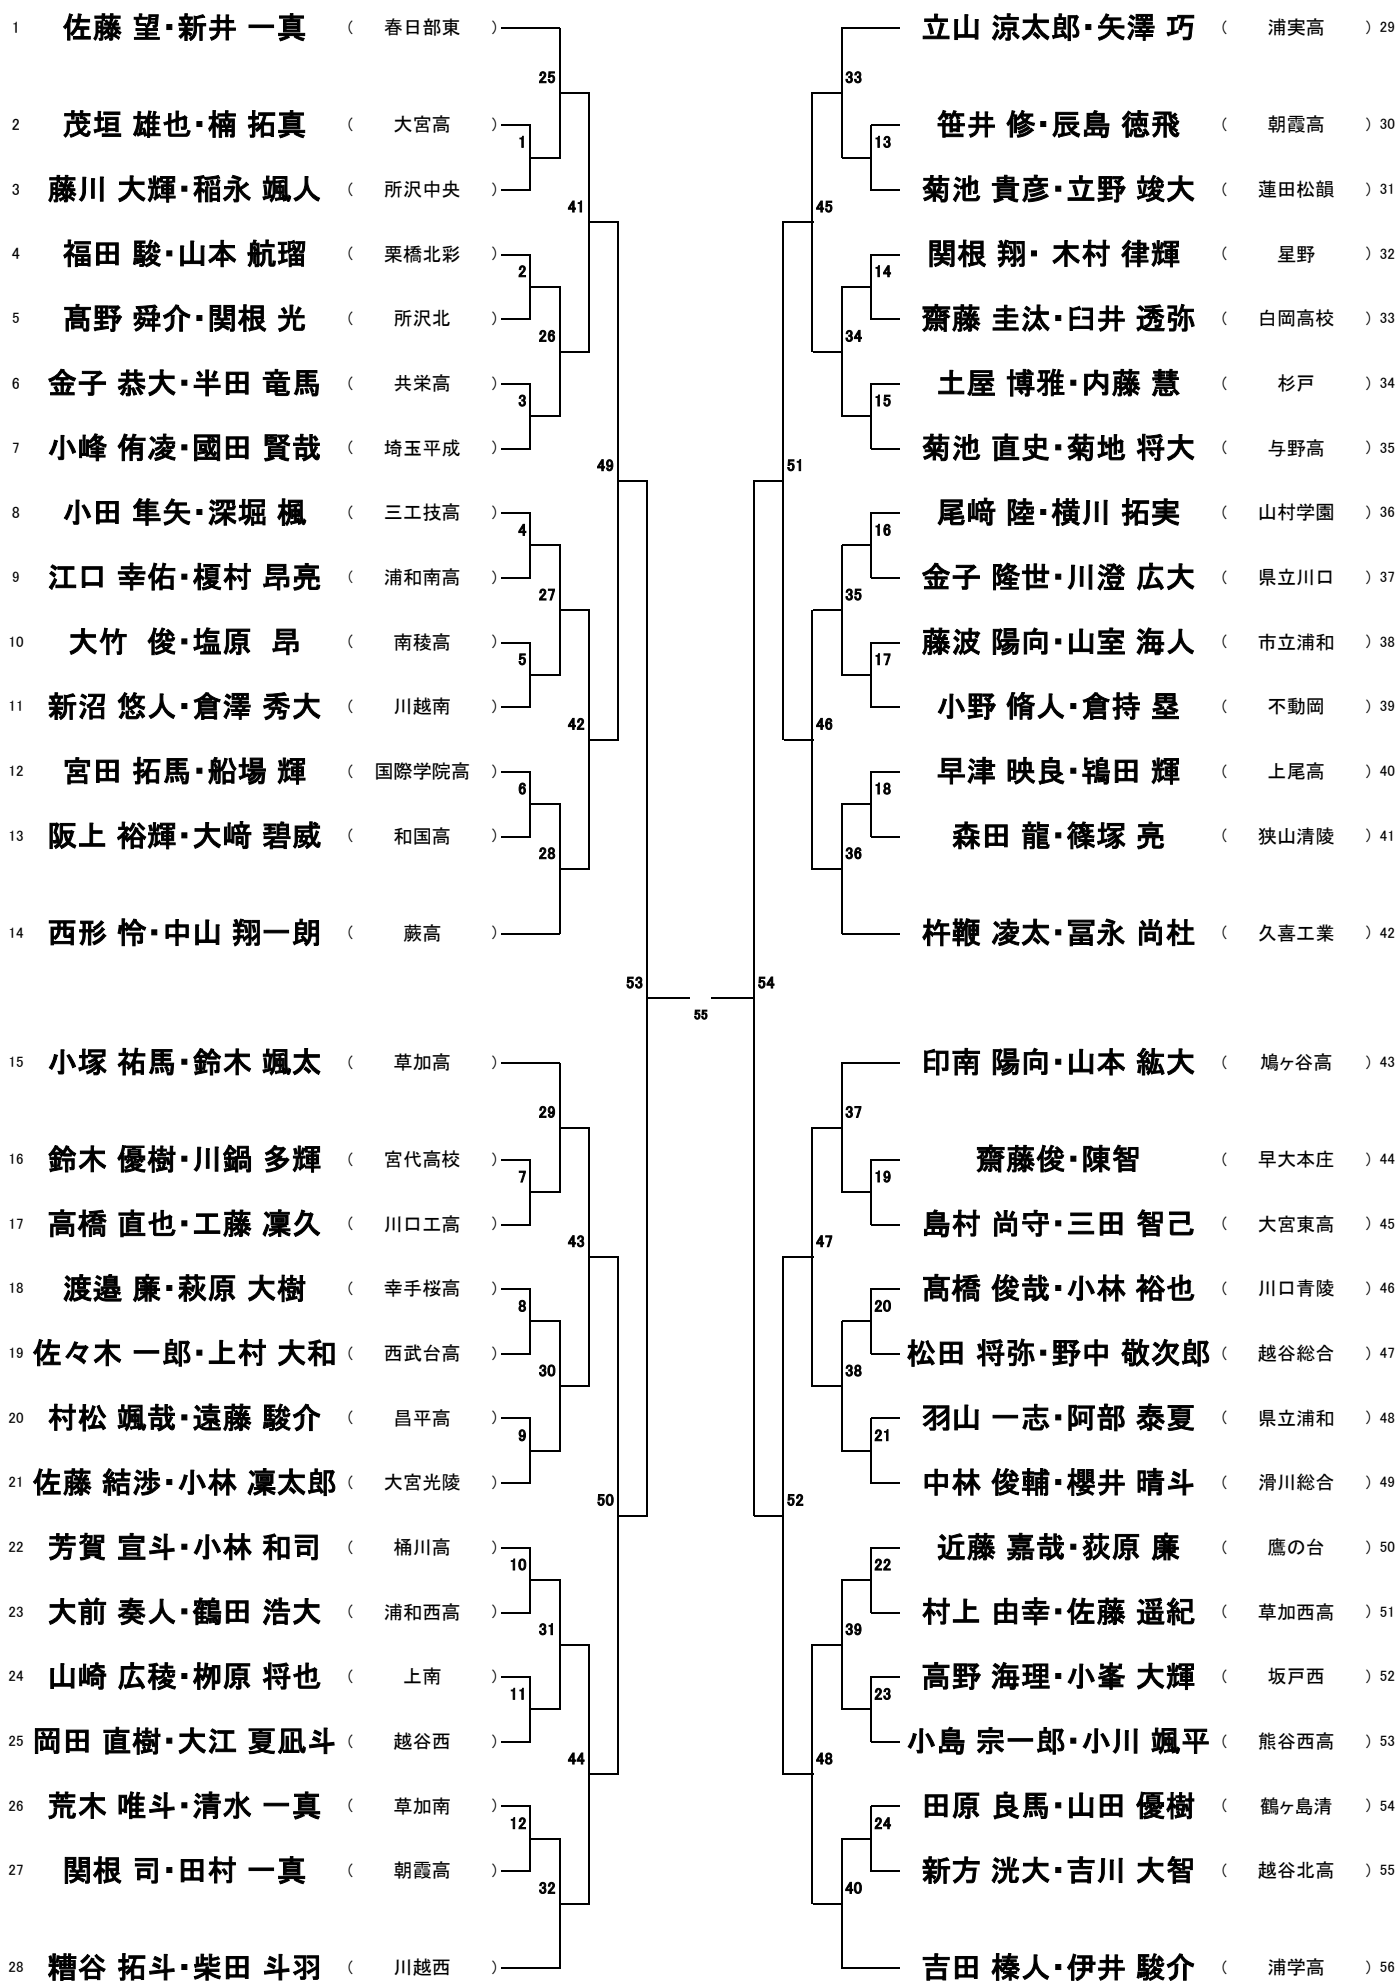 1 佐藤 望・新井 一真 ( 春日部東 )
25
2 茂垣 雄也・楠 拓真 ( 大宮高 )
1
3 藤川 大輝・稲永 颯人 ( 所沢中央 )
41
4 福田 駿・山本 航瑠 ( 栗橋北彩 )
2
5 髙野 舜介・関根 光 ( 所沢北 )
26
6 金子 恭大・半田 竜馬 ( 共栄高 )
3
7 小峰 侑凌・國田 賢哉 ( 埼玉平成 )
49
8 小田 隼矢・深堀 楓 ( 三工技高 )
4
9 江口 幸佑・榎村 昂亮 ( 浦和南高 )
27
10 大竹 俊・塩原 昂 ( 南稜高 )
5
11 新沼 悠人・倉澤 秀大 ( 川越南 )
42
12 宮田 拓馬・船場 輝 ( 国際学院高 )
6
13 阪上 裕輝・大﨑 碧威 ( 和国高 )
28
14 西形 怜・中山 翔一朗 ( 蕨高 )
53
15 小塚 祐馬・鈴木 颯太 ( 草加高 )
29
16 鈴木 優樹・川鍋 多輝 ( 宮代高校 )
7
17 高橋 直也・工藤 凜久 ( 川口工高 )
43
18 渡邉 廉・萩原 大樹 ( 幸手桜高 )
8
19 佐々木 一郎・上村 大和 ( 西武台高 )
30
20 村松 颯哉・遠藤 駿介 ( 昌平高 )
9
21 佐藤 結渉・小林 凜太郎 ( 大宮光陵 )
50
22 芳賀 宣斗・小林 和司 ( 桶川高 )
10
23 大前 奏人・鶴田 浩大 ( 浦和西高 )
31
24 山崎 広稜・栁原 将也 ( 上南 )
11
25 岡田 直樹・大江 夏凪斗 ( 越谷西 )
44
26 荒木 唯斗・清水 一真 ( 草加南 )
12
27 関根 司・田村 一真 ( 朝霞高 )
32
28 糟谷 拓斗・柴田 斗羽 ( 川越西 )
55
立山 涼太郎・矢澤 巧 ( 浦実高 ) 29
33
笹井 修・辰島 徳飛 ( 朝霞高 ) 30
13
菊池 貴彦・立野 竣大 ( 蓮田松韻 ) 31
45
関根 翔・ 木村 律輝 ( 星野 ) 32
14
齋藤 圭汰・臼井 透弥 ( 白岡高校 ) 33
34
土屋 博雅・内藤 慧 ( 杉戸 ) 34
15
菊池 直史・菊地 将大 ( 与野高 ) 35
51
尾﨑 陸・横川 拓実 ( 山村学園 ) 36
16
金子 隆世・川澄 広大 ( 県立川口 ) 37
35
藤波 陽向・山室 海人 ( 市立浦和 ) 38
17
小野 脩人・倉持 塁 ( 不動岡 ) 39
46
早津 映良・鴇田 輝 ( 上尾高 ) 40
18
森田 龍・篠塚 亮 ( 狭山清陵 ) 41
36
杵鞭 凌太・冨永 尚杜 ( 久喜工業 ) 42
54
印南 陽向・山本 紘大 ( 鳩ヶ谷高 ) 43
37
齋藤俊・陳智 ( 早大本庄 ) 44
19
島村 尚守・三田 智己 ( 大宮東高 ) 45
47
髙橋 俊哉・小林 裕也 ( 川口青陵 ) 46
20
松田 将弥・野中 敬次郎 ( 越谷総合 ) 47
38
羽山 一志・阿部 泰夏 ( 県立浦和 ) 48
21
中林 俊輔・櫻井 晴斗 ( 滑川総合 ) 49
52
近藤 嘉哉・荻原 廉 ( 鷹の台 ) 50
22
村上 由幸・佐藤 遥紀 ( 草加西高 ) 51
39
高野 海理・小峯 大輝 ( 坂戸西 ) 52
23
小島 宗一郎・小川 颯平 ( 熊谷西高 ) 53
48
田原 良馬・山田 優樹 ( 鶴ヶ島清 ) 54
24
新方 洸大・吉川 大智 ( 越谷北高 ) 55
40
吉田 榛人・伊井 駿介 ( 浦学高 ) 56